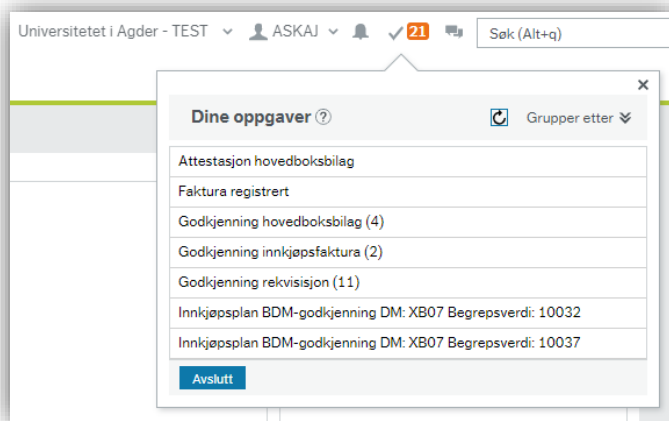 Universitetet i Agder - TEST ASKAJ 21 Søk (Alt+q)
Dine oppgaver ? Grupper etter
Attestasjon hovedboksbilag
Faktura registrert
Godkjenning hovedboksbilag (4)
Godkjenning innkjøpsfaktura (2)
Godkjenning rekvisisjon (11)
Innkjøpsplan BDM-godkjenning DM: XB07 Begrepsverdi: 10032
Innkjøpsplan BDM-godkjenning DM: XB07 Begrepsverdi: 10037
Avslutt